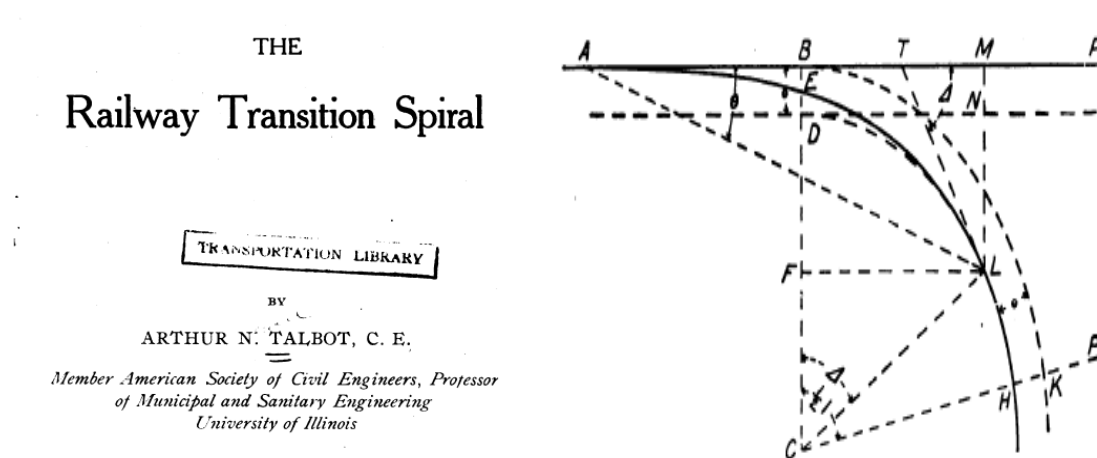 THE
Railway Transition Spiral
TRANSPORTATION LIBRARY
BY
ARTHUR N. TALBOT, C. E.
Member American Society of Civil Engineers, Professor
of Municipal and Sanitary Engineering
University of Illinois
A B T M
E
θ Δ N
D
F L
Δ
H K
C